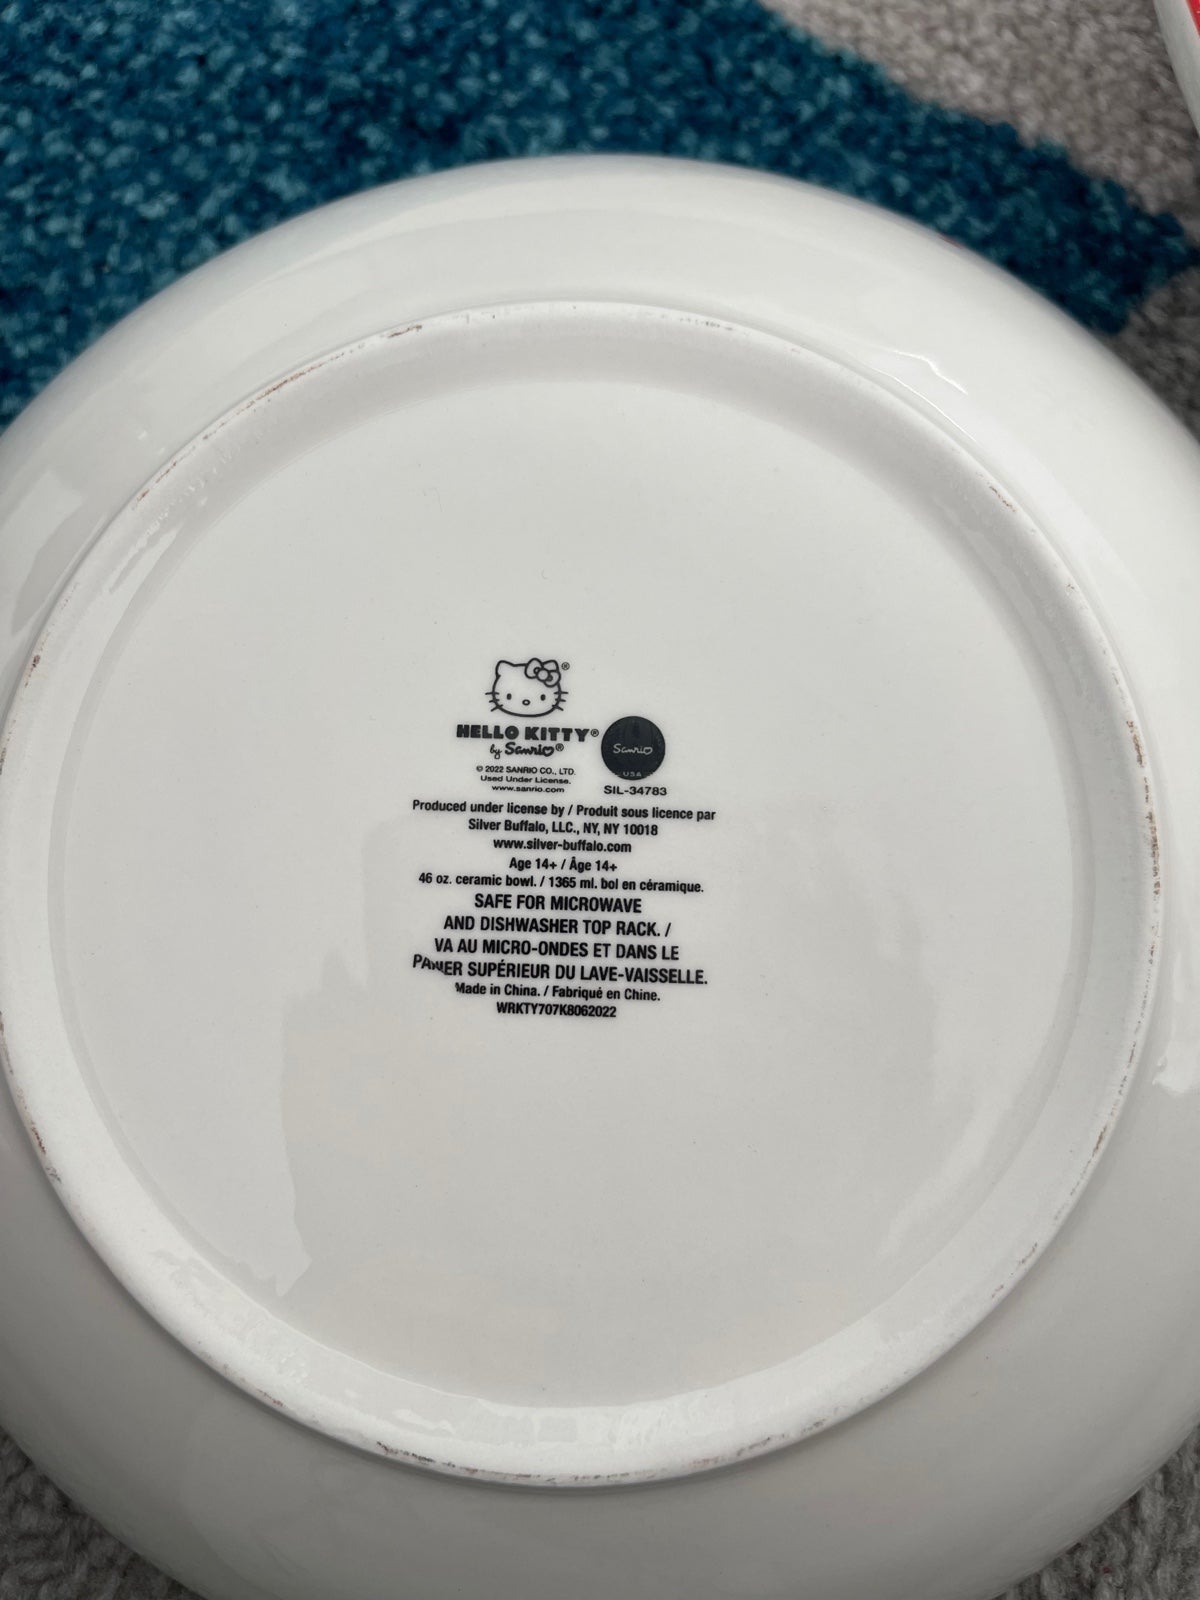 HELLO KITTY®
by Sanrio®
© 2022 SANRIO CO., LTD.
Used Under License.
www.sanrio.com
Sanrio
USA
SIL-34783
Produced under license by / Produit sous licence par
Silver Buffalo, LLC., NY, NY 10018
www.silver-buffalo.com
Age 14+ / Âge 14+
46 oz. ceramic bowl. / 1365 ml. bol en céramique.
SAFE FOR MICROWAVE
AND DISHWASHER TOP RACK. /
VA AU MICRO-ONDES ET DANS LE
PANIER SUPÉRIEUR DU LAVE-VAISSELLE.
Made in China. / Fabriqué en Chine.
WRKTY707K8062022